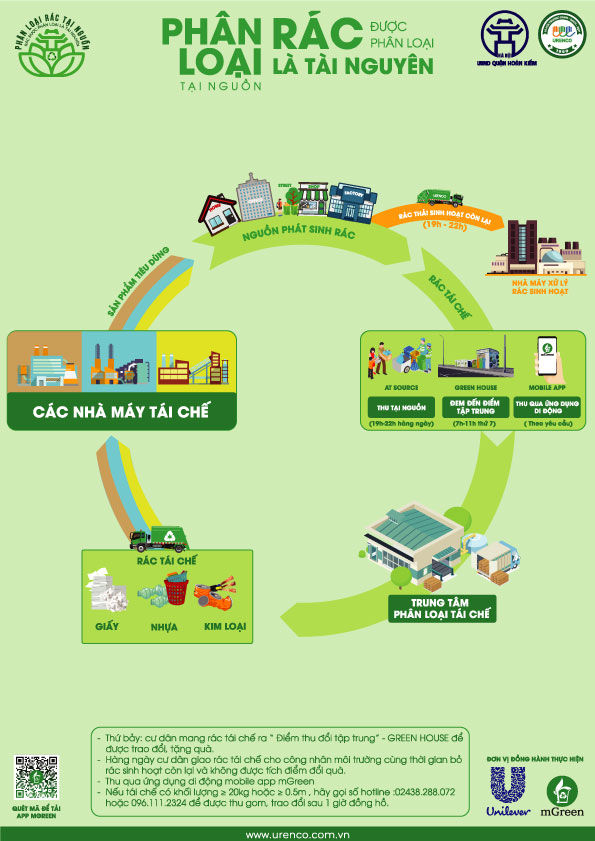 PHÂN LOẠI RÁC TẠI NGUỒN
RÁC ĐƯỢC PHÂN LOẠI LÀ TÀI NGUYÊN
PHÂN
LOẠI
TẠI NGUỒN
RÁC ĐƯỢC
PHÂN LOẠI
LÀ TÀI NGUYÊN
HÀ NỘI
UBND QUẬN HOÀN KIẾM
URENCO
HOME
STREET
SHOP
FACTORY
URENCO
NGUỒN PHÁT SINH RÁC
RÁC THẢI SINH HOẠT CÒN LẠI
(19h - 22h)
NHÀ MÁY XỬ LÝ
RÁC SINH HOẠT
SẢN PHẨM TIÊU DÙNG
RÁC TÁI CHẾ
CÁC NHÀ MÁY TÁI CHẾ
AT SOURCE
GREEN HOUSE
MOBILE APP
THU TẠI NGUỒN
ĐEM ĐẾN ĐIỂM
TẬP TRUNG
THU QUA ỨNG DỤNG
DI ĐỘNG
(19h-22h hàng ngày)
(7h-11h thứ 7)
( Theo yêu cầu)
RÁC TÁI CHẾ
GIẤY
NHỰA
KIM LOẠI
TRUNG TÂM
PHÂN LOẠI TÁI CHẾ
- Thứ bảy: cư dân mang rác tái chế ra “ Điểm thu đổi tập trung” - GREEN HOUSE để
được trao đổi, tặng quà.
- Hàng ngày cư dân giao rác tái chế cho công nhân môi trường cùng thời gian bỏ
rác sinh hoạt còn lại và không được tích điểm đổi quà.
- Thu qua ứng dụng di động mobile app mGreen
- Nếu tái chế có khối lượng ≥ 20kg hoặc ≥ 0.5m , hãy gọi số hotline :02438.288.072
hoặc 096.111.2324 để được thu gom, trao đổi sau 1 giờ đồng hồ.
QUÉT MÃ ĐỂ TẢI
APP MGREEN
ĐƠN VỊ ĐỒNG HÀNH THỰC HIỆN
Unilever
mGreen
www.urenco.com.vn